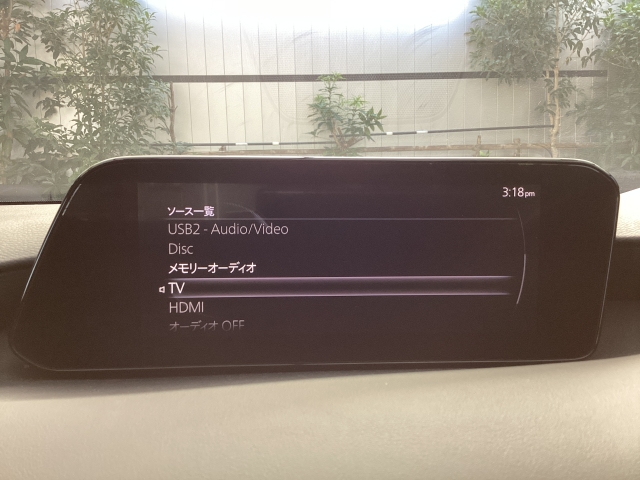 3:18pm
ソース一覧
USB2 - Audio/Video
Disc
メモリーオーディオ
TV
HDMI
オーディオ OFF